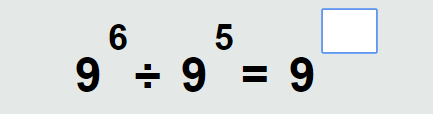 9⁶ ÷ 9⁵ = 9